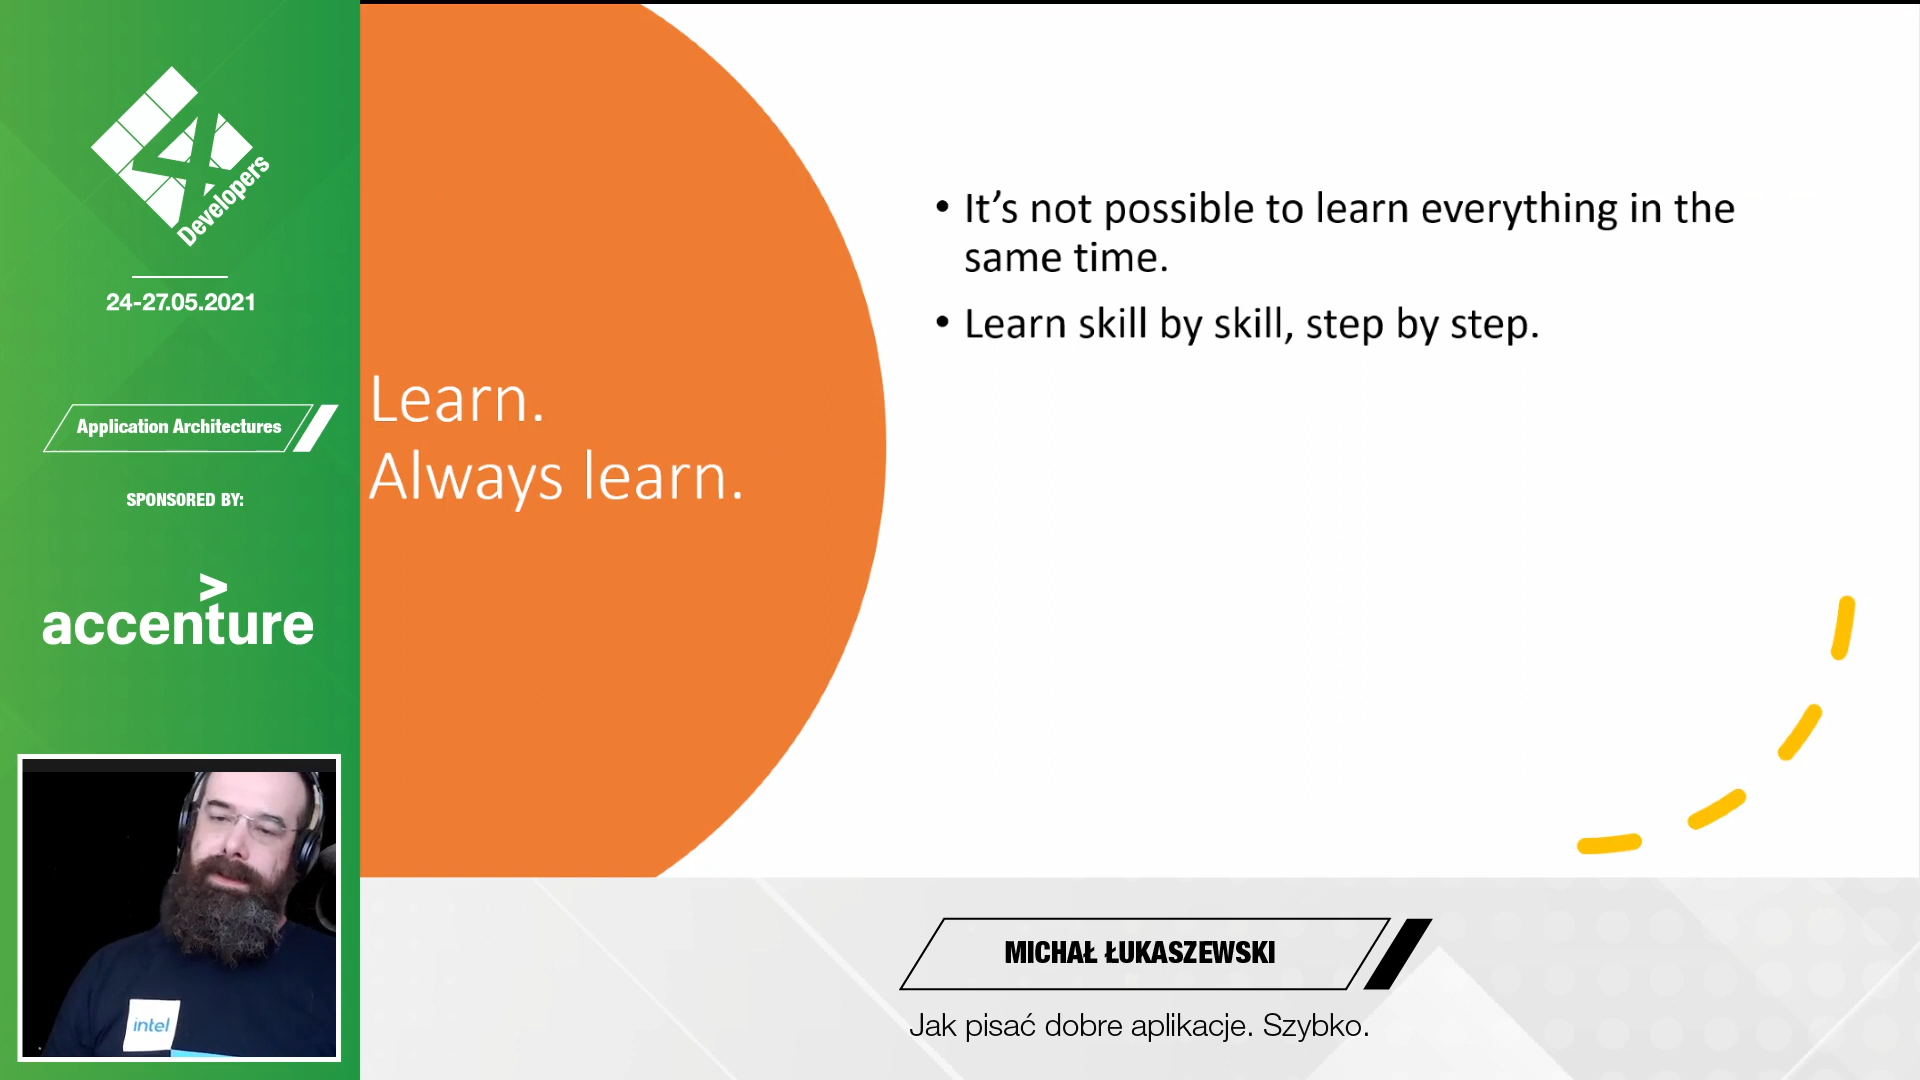 4
Developers
24-27.05.2021
Application Architectures
SPONSORED BY:
>
accenture
intel
Learn.
Always learn.
• It’s not possible to learn everything in the
same time.
• Learn skill by skill, step by step.
MICHAŁ ŁUKASZEWSKI
Jak pisać dobre aplikacje. Szybko.